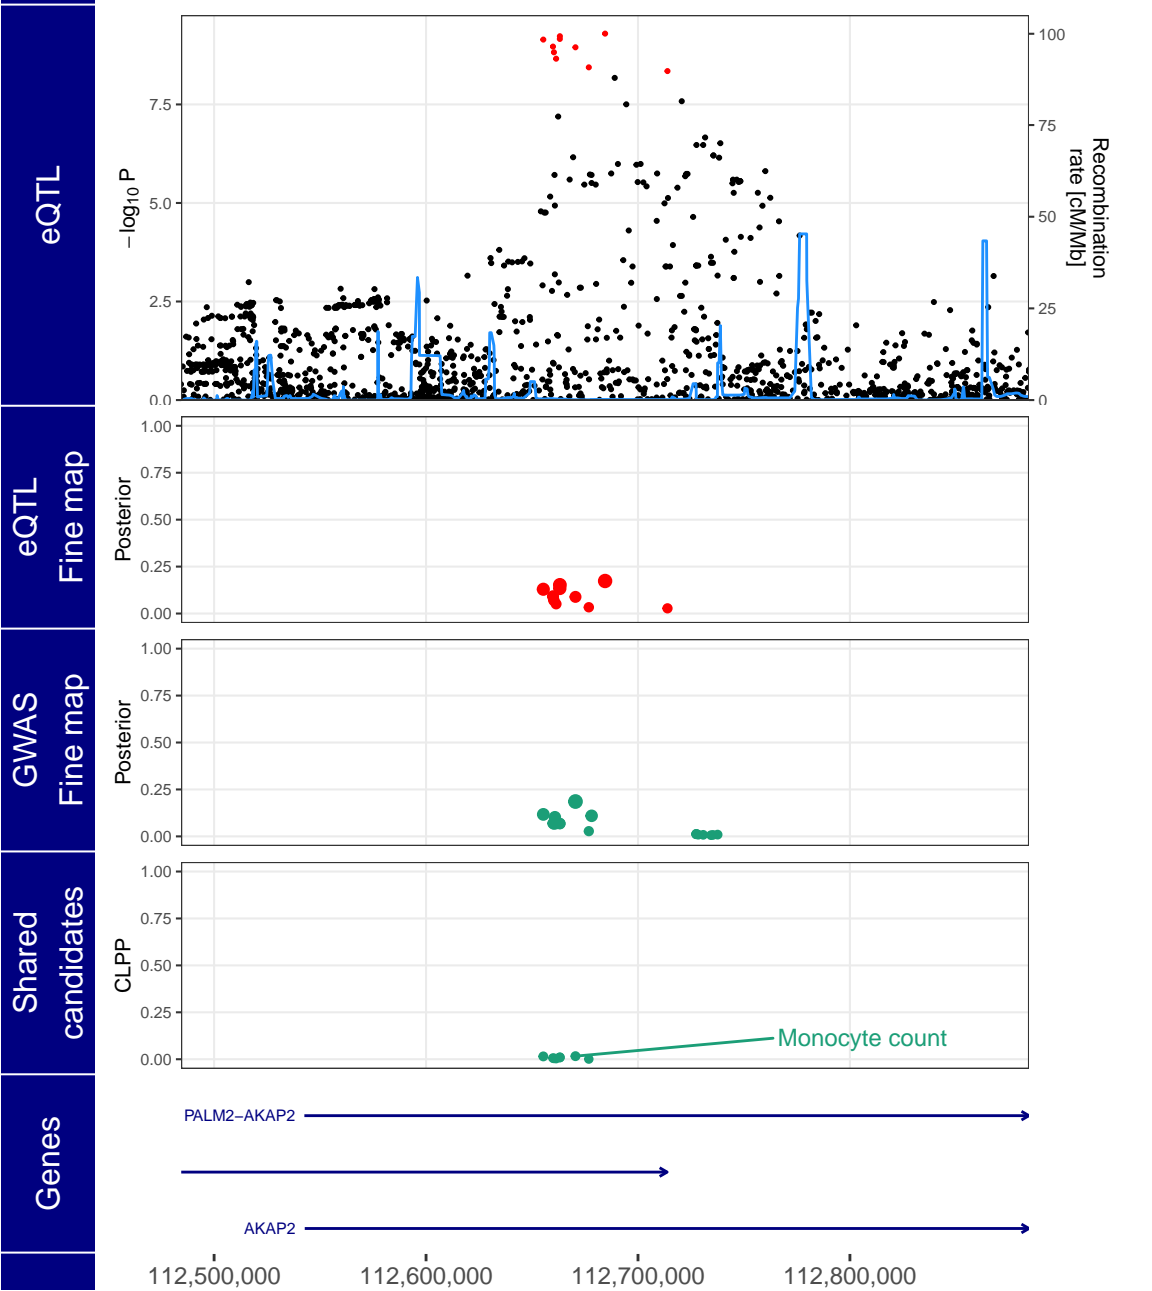 eQTL
−log10 P
7.5
5.0
2.5
0.0
100
75
50
25
0
Recombination
rate [cM/Mb]
eQTL
Fine map
Posterior
1.00
0.75
0.50
0.25
0.00
GWAS
Fine map
Posterior
1.00
0.75
0.50
0.25
0.00
Shared
candidates
CLPP
1.00
0.75
0.50
0.25
0.00
Monocyte count
Genes
PALM2−AKAP2
AKAP2
112,500,000
112,600,000
112,700,000
112,800,000